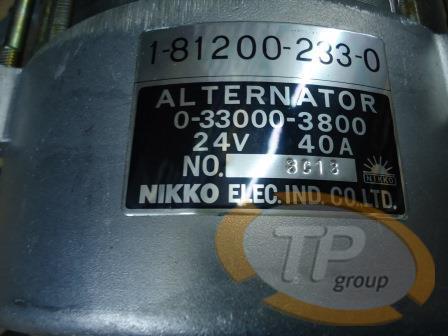 1-81200-233-0
ALTERNATOR
0-33000-3800
24V 40A
NO. 8613
NIKKO
NIKKO ELEC. IND. CO.,LTD.
TP
group